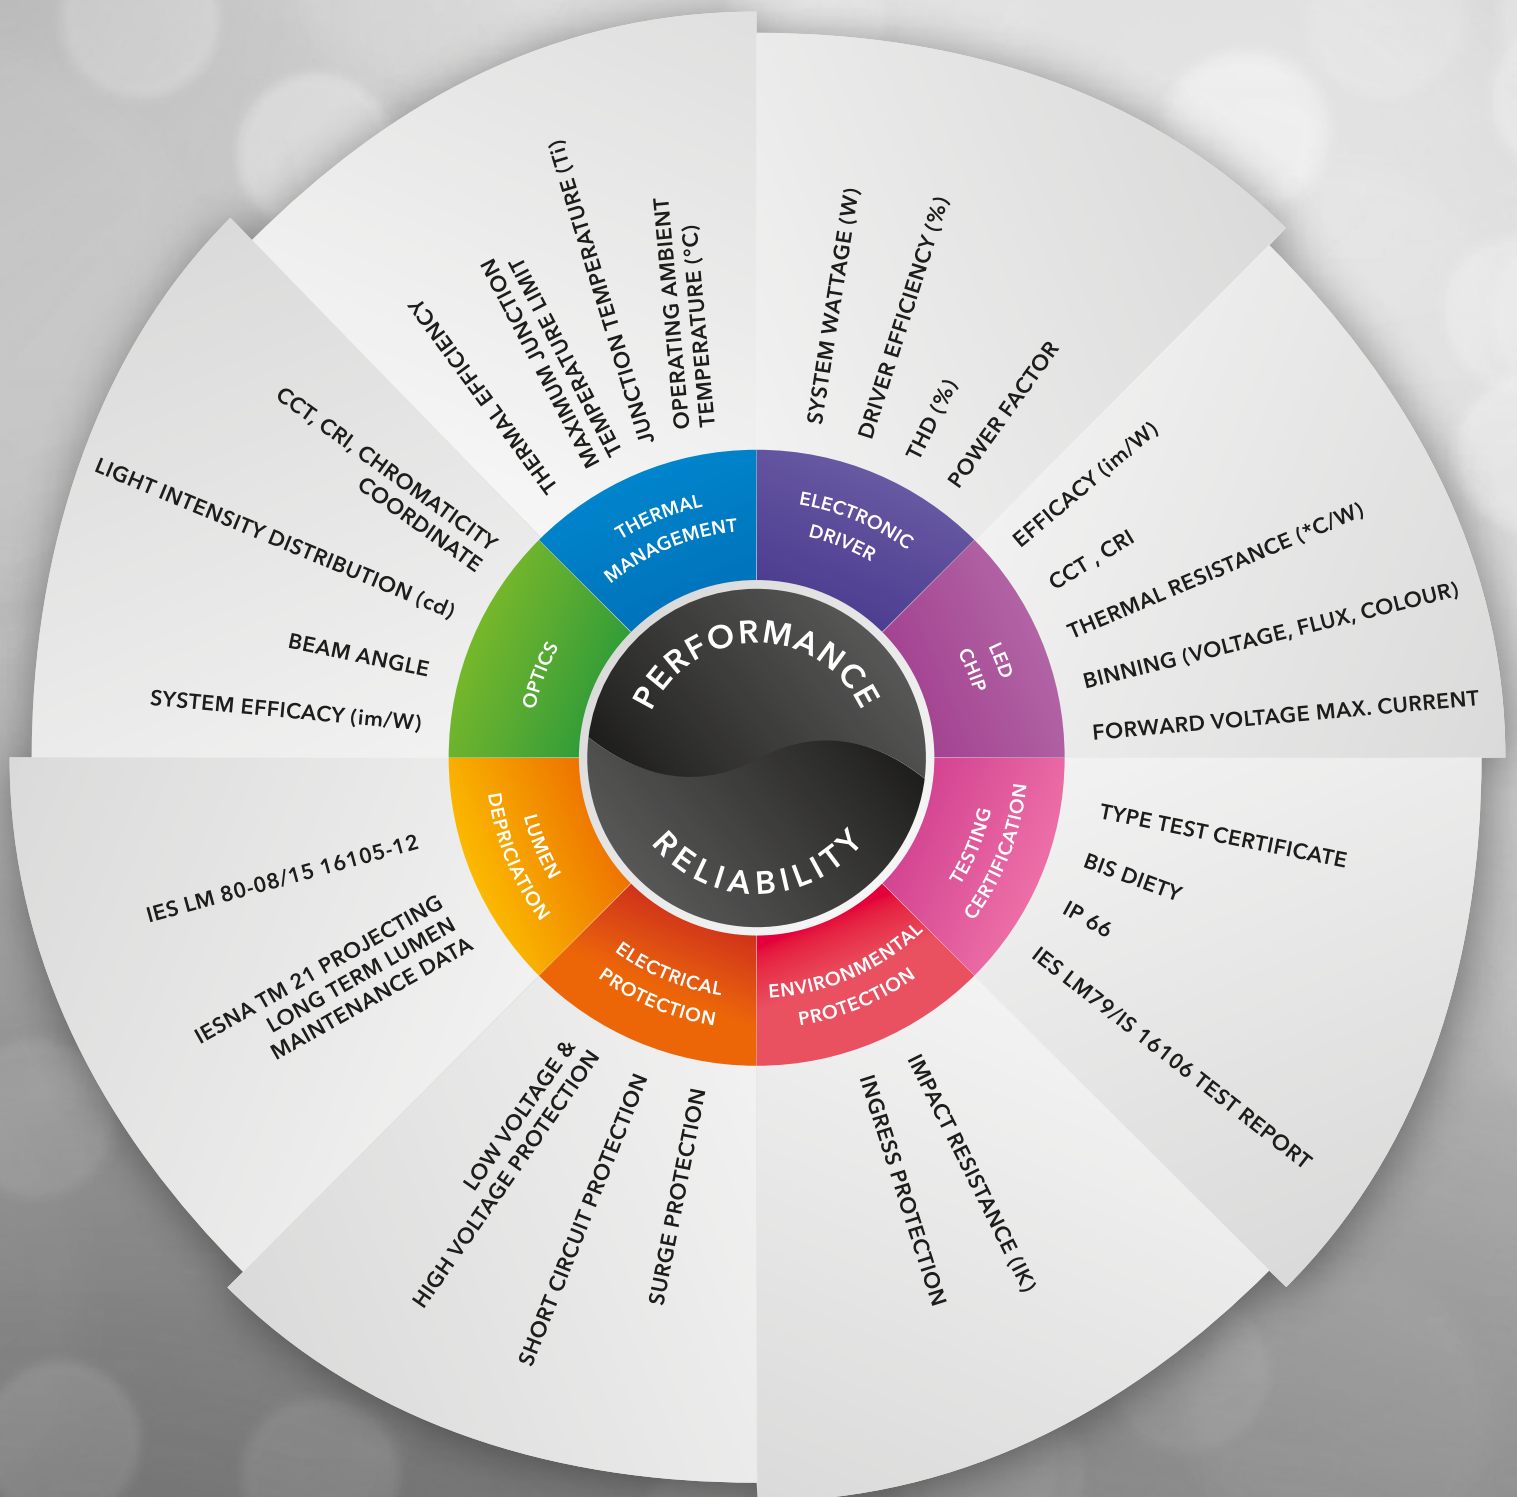 PERFORMANCE
RELIABILITY
THERMAL
MANAGEMENT
THERMAL EFFICIENCY
MAXIMUM JUNCTION
TEMPERATURE LIMIT
JUNCTION TEMPERATURE (Ti)
OPERATING AMBIENT
TEMPERATURE (°C)
ELECTRONIC
DRIVER
SYSTEM WATTAGE (W)
DRIVER EFFICIENCY (%)
THD (%)
POWER FACTOR
LED
CHIP
EFFICACY (im/W)
CCT , CRI
THERMAL RESISTANCE (*C/W)
BINNING (VOLTAGE, FLUX, COLOUR)
FORWARD VOLTAGE MAX. CURRENT
TESTING
CERTIFICATION
TYPE TEST CERTIFICATE
BIS DIETY
IP 66
IES LM79/IS 16106 TEST REPORT
ENVIRONMENTAL
PROTECTION
IMPACT RESISTANCE (IK)
INGRESS PROTECTION
ELECTRICAL
PROTECTION
LOW VOLTAGE &
HIGH VOLTAGE PROTECTION
SHORT CIRCUIT PROTECTION
SURGE PROTECTION
LUMEN
DEPRICIATION
IES LM 80-08/15 16105-12
IESNA TM 21 PROJECTING
LONG TERM LUMEN
MAINTENANCE DATA
OPTICS
CCT, CRI, CHROMATICITY
COORDINATE
LIGHT INTENSITY DISTRIBUTION (cd)
BEAM ANGLE
SYSTEM EFFICACY (im/W)